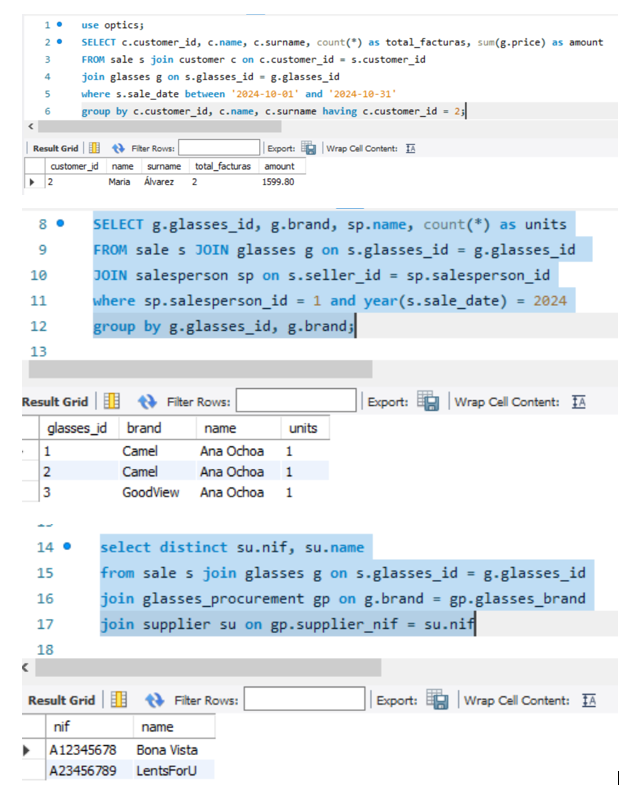 1 use optics;
2 SELECT c.customer_id, c.name, c.surname, count(*) as total_facturas, sum(g.price) as amount
3 FROM sale s join customer c on c.customer_id = s.customer_id
4 join glasses g on s.glasses_id = g.glasses_id
5 where s.sale_date between '2024-10-01' and '2024-10-31'
6 group by c.customer_id, c.name, c.surname having c.customer_id = 2;
Result Grid Filter Rows: Export: Wrap Cell Content:
customer_id name surname total_facturas amount
2 Maria Álvarez 2 1599.80
8 SELECT g.glasses_id, g.brand, sp.name, count(*) as units
9 FROM sale s JOIN glasses g on s.glasses_id = g.glasses_id
10 JOIN salesperson sp on s.seller_id = sp.salesperson_id
11 where sp.salesperson_id = 1 and year(s.sale_date) = 2024
12 group by g.glasses_id, g.brand;
13
Result Grid Filter Rows: Export: Wrap Cell Content:
glasses_id brand name units
1 Camel Ana Ochoa 1
2 Camel Ana Ochoa 1
3 GoodView Ana Ochoa 1
14 select distinct su.nif, su.name
15 from sale s join glasses g on s.glasses_id = g.glasses_id
16 join glasses_procurement gp on g.brand = gp.glasses_brand
17 join supplier su on gp.supplier_nif = su.nif
18
Result Grid Filter Rows: Export: Wrap Cell Content:
nif name
A12345678 Bona Vista
A23456789 LentsForU